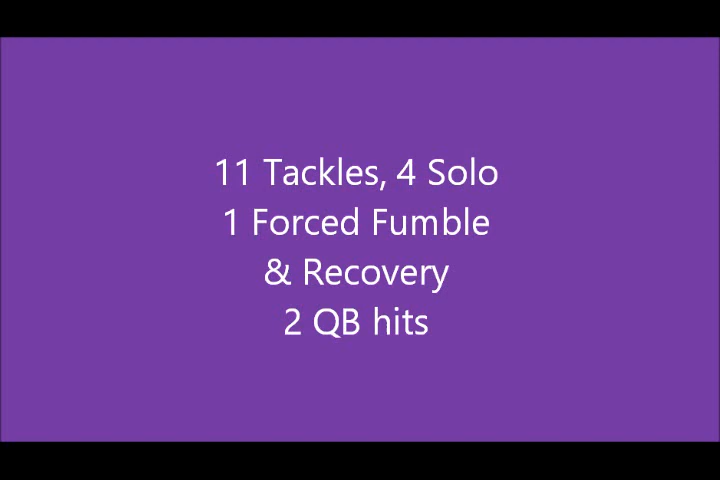 11 Tackles, 4 Solo
1 Forced Fumble
& Recovery
2 QB hits